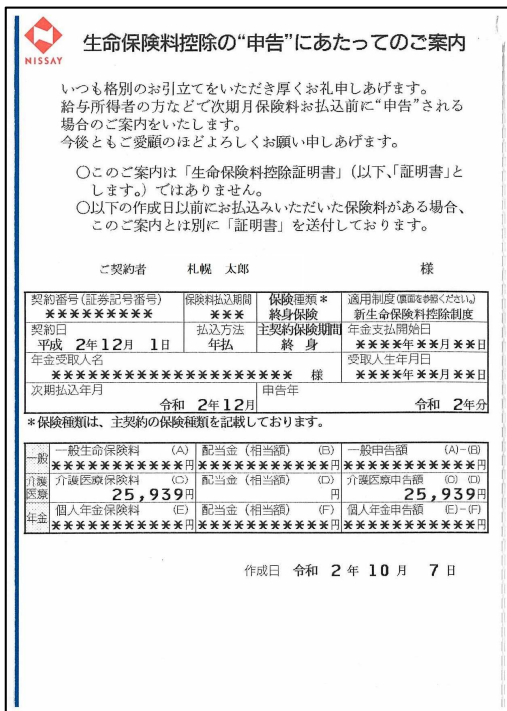 NISSAY
生命保険料控除の“申告”にあたってのご案内
いつも格別のお引立てをいただき厚くお礼申しあげます。
給与所得者の方などで次期月保険料お払込前に“申告”される
場合のご案内をいたします。
今後ともご愛顧のほどよろしくお願い申しあげます。
○このご案内は「生命保険料控除証明書」(以下、「証明書」と
します。)ではありません。
○以下の作成日以前にお払込みいただいた保険料がある場合、
このご案内とは別に「証明書」を送付しております。
ご契約者 札幌 太郎 様
契約番号(証券記号番号) 保険料払込期間 保険種類* 適用制度(裏面を参照ください。)
********* *** 終身保険 新生命保険料控除制度
契約日 払込方法 主契約保険期間 年金支払開始日
平成 2年12月 1日 年払 終 身 ****年**月**日
年金受取人名 受取人生年月日
********************* 様 ****年**月**日
次期払込年月 申告年
令和 2年12月 令和 2年分
*保険種類は、主契約の保険種類を記載しております。
一般 一般生命保険料 (A) 配当金(相当額) (B) 一般申告額 (A)-(B)
***********円 ***********円 ***********円
介護医療 介護医療保険料 (C) 配当金(相当額) (D) 介護医療申告額 (C) (D)
25,939円 円 25,939円
年金 個人年金保険料 (E) 配当金(相当額) (F) 個人年金申告額 (E)-(F)
***********円 ***********円 ***********円
作成日 令和 2 年 10 月 7 日